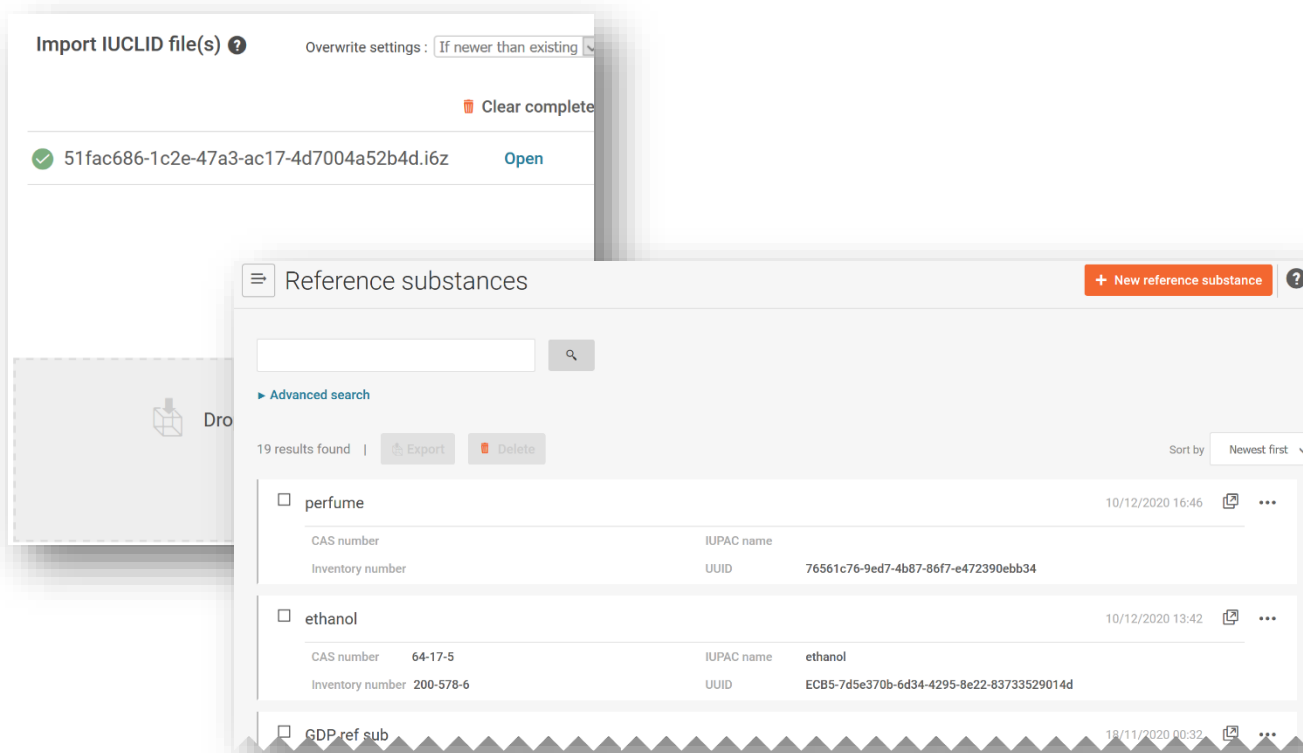 Import IUCLID file(s) ?
Overwrite settings : If newer than existing
Clear complete
51fac686-1c2e-47a3-ac17-4d7004a52b4d.i6z Open
Dro
Reference substances
+ New reference substance ?
Advanced search
19 results found | Export Delete
Sort by Newest first
perfume 10/12/2020 16:46
CAS number IUPAC name
Inventory number UUID 76561c76-9ed7-4b87-86f7-e472390ebb34
ethanol 10/12/2020 13:42
CAS number 64-17-5 IUPAC name ethanol
Inventory number 200-578-6 UUID ECB5-7d5e370b-6d34-4295-8e22-83733529014d
GDP ref sub 18/11/2020 00:32